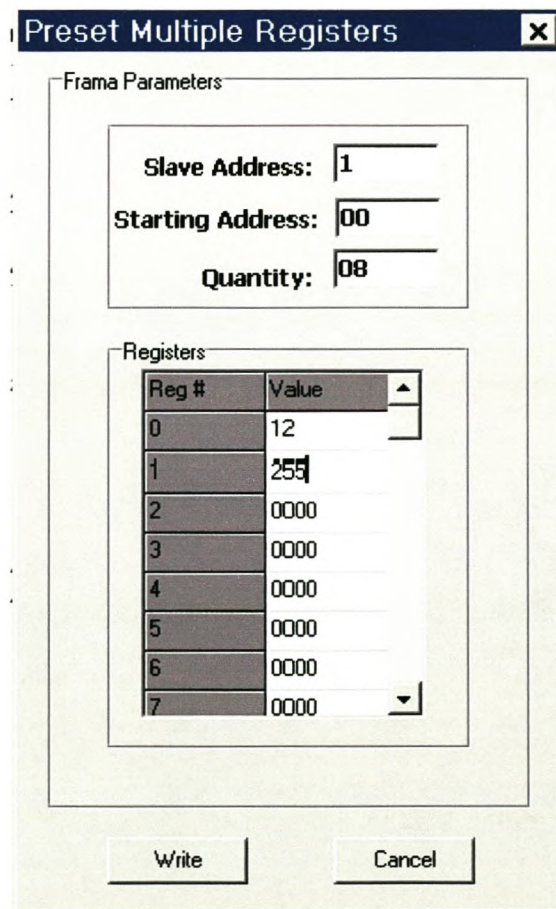 Preset Multiple Registers
Frama Parameters
Slave Address: 1
Starting Address: 00
Quantity: 08
Registers
Reg # Value
0 12
1 255
2 0000
3 0000
4 0000
5 0000
6 0000
7 0000
Write Cancel